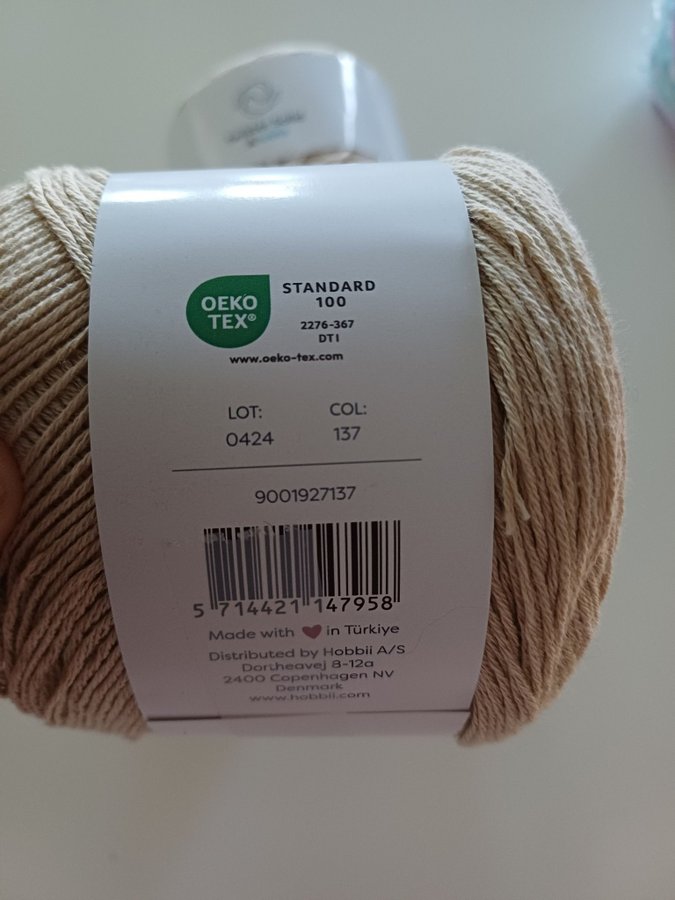 OEKO
TEX®
STANDARD
100
2276-367
DTI
www.oeko-tex.com
LOT:
0424
COL:
137
9001927137
5 714421 147958
Made with ❤ in Türkiye
Distributed by Hobbii A/S
Dortheavej 8-12a
2400 Copenhagen NV
Denmark
www.hobbii.com